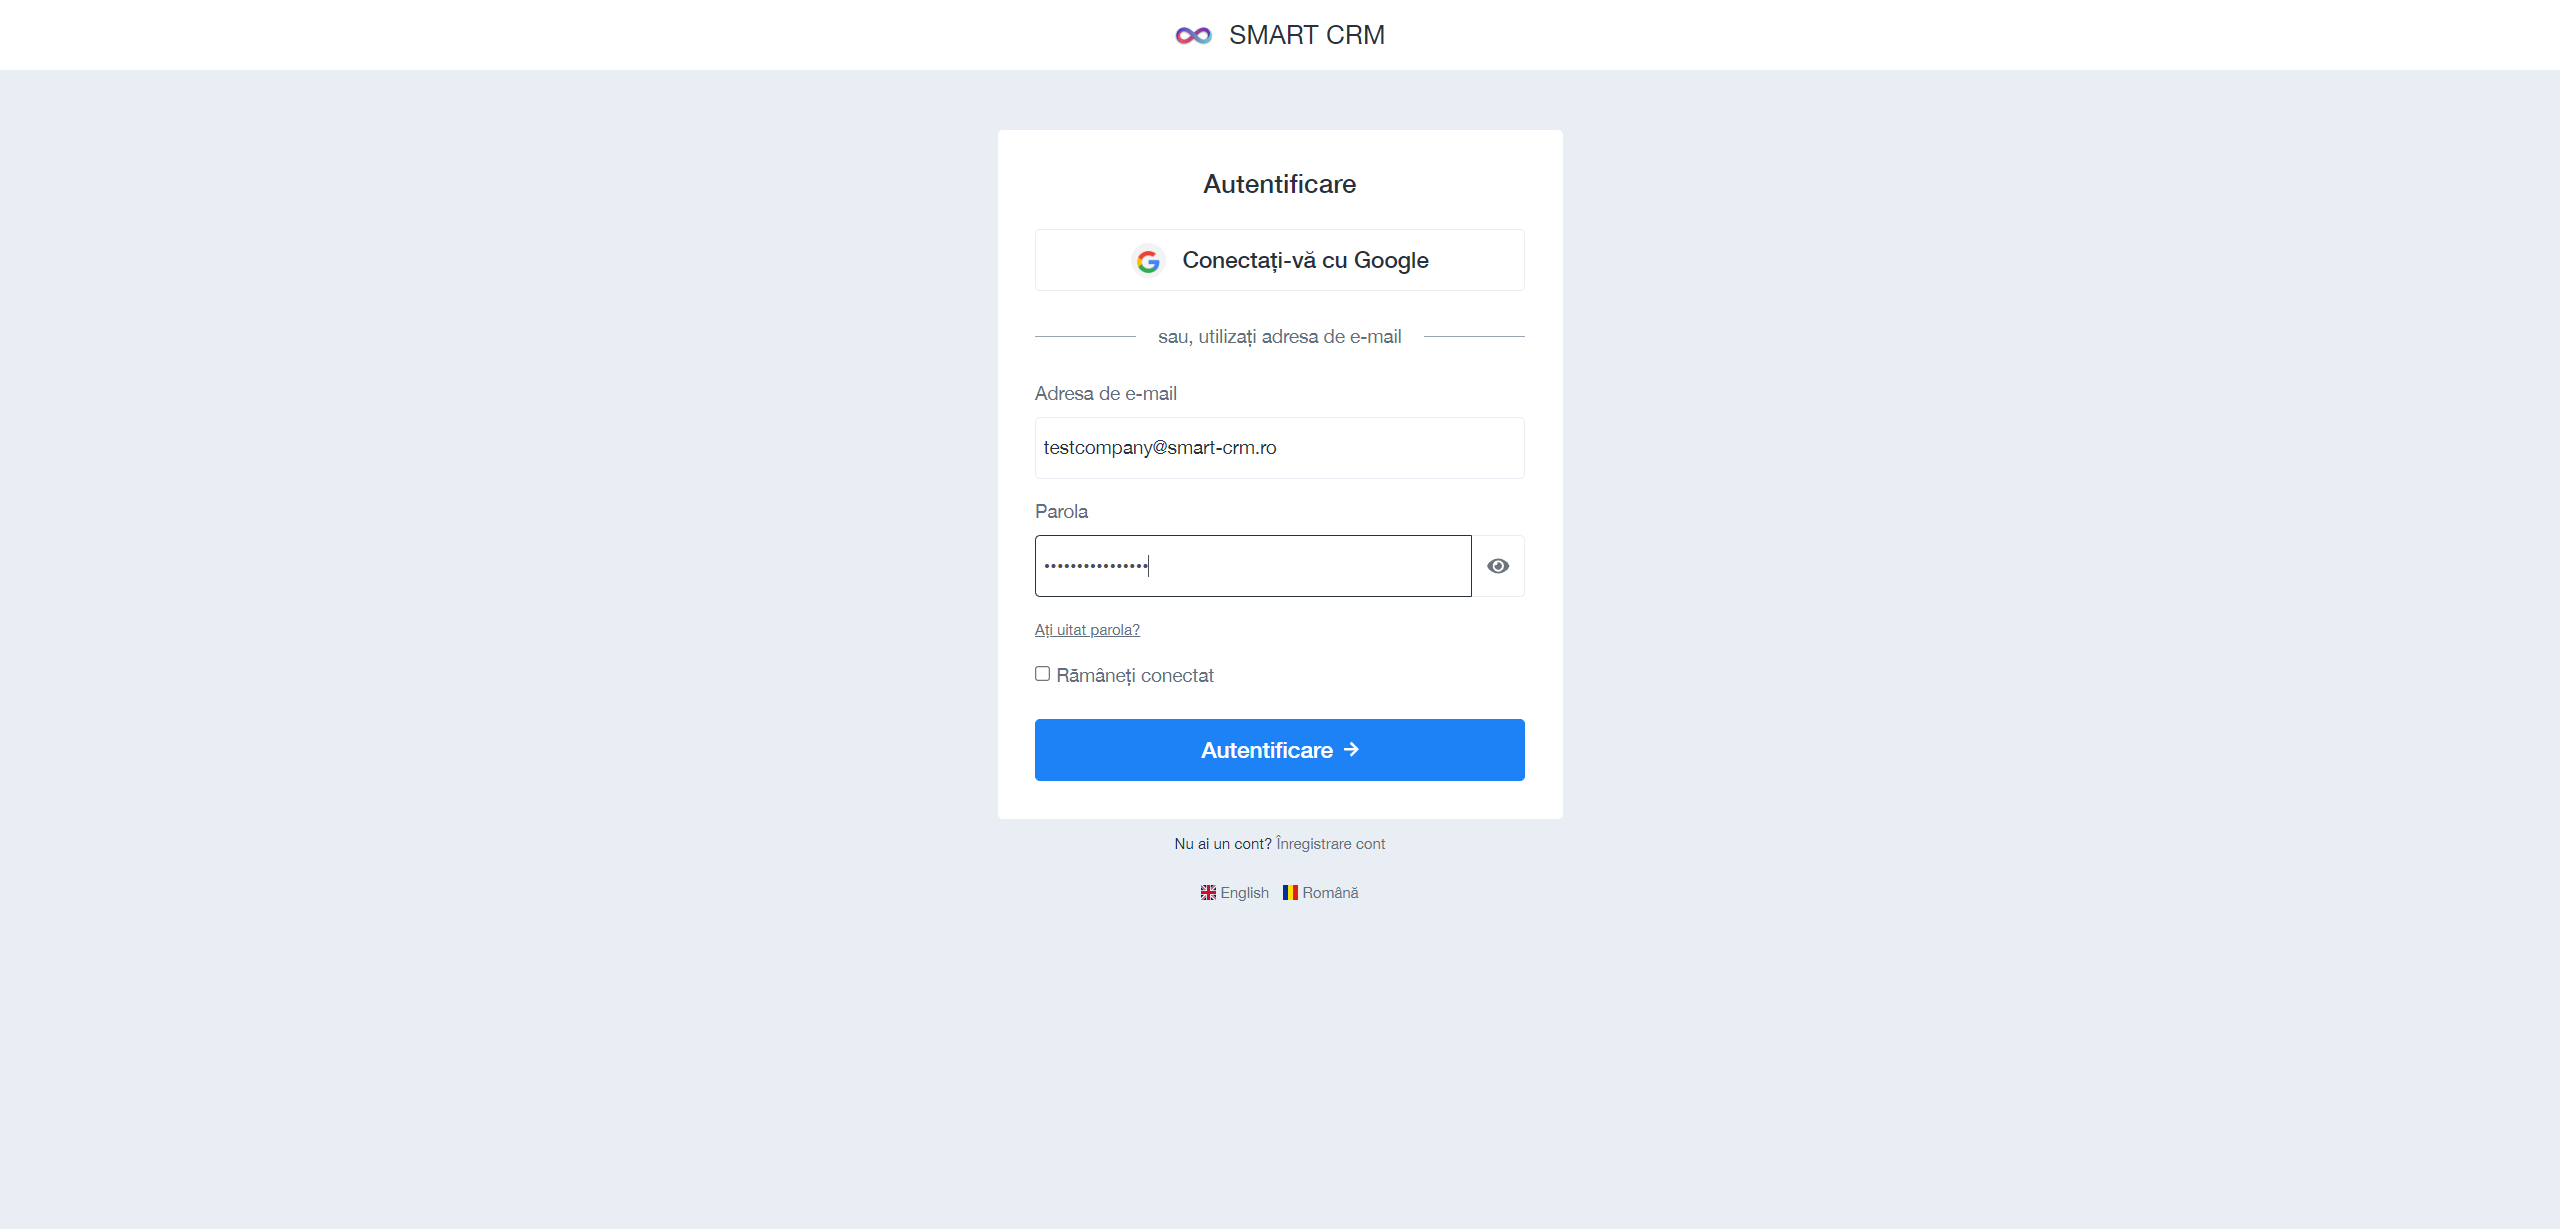 SMART CRM
Autentificare
Conectați-vă cu Google
sau, utilizați adresa de e-mail
Adresa de e-mail
testcompany@smart-crm.ro
Parola
••••••••••••••••
Ați uitat parola?
Rămâneți conectat
Autentificare →
Nu ai un cont? Înregistrare cont
English Română